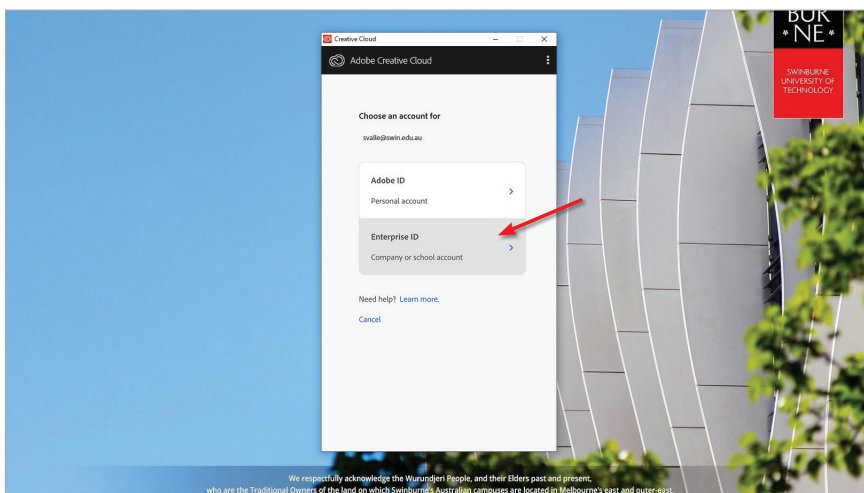 Creative Cloud
Adobe Creative Cloud
Choose an account for
svalle@swin.edu.au
Adobe ID
Personal account
Enterprise ID
Company or school account
Need help? Learn more.
Cancel
BUR
* NE *
SWINBURNE
UNIVERSITY OF
TECHNOLOGY
We respectfully acknowledge the Wurundjeri People, and their Elders past and present,
who are the Traditional Owners of the land on which Swinburne's Australian campuses are located in Melbourne's east and outer-east.